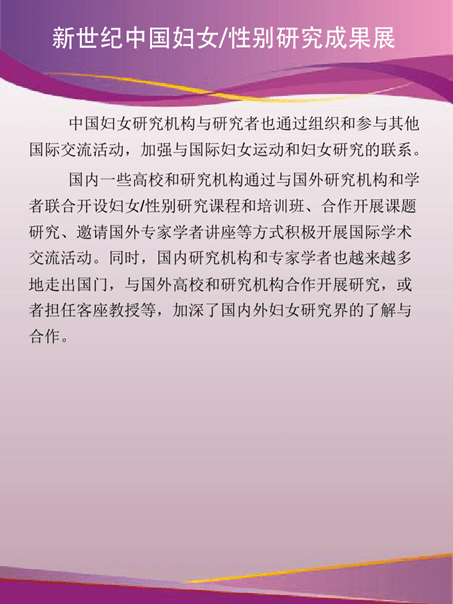 新世纪中国妇女/性别研究成果展
中国妇女研究机构与研究者也通过组织和参与其他
国际交流活动，加强与国际妇女运动和妇女研究的联系。
国内一些高校和研究机构通过与国外研究机构和学
者联合开设妇女/性别研究课程和培训班、合作开展课题
研究、邀请国外专家学者讲座等方式积极开展国际学术
交流活动。同时，国内研究机构和专家学者也越来越多
地走出国门，与国外高校和研究机构合作开展研究，或
者担任客座教授等，加深了国内外妇女研究界的了解与
合作。